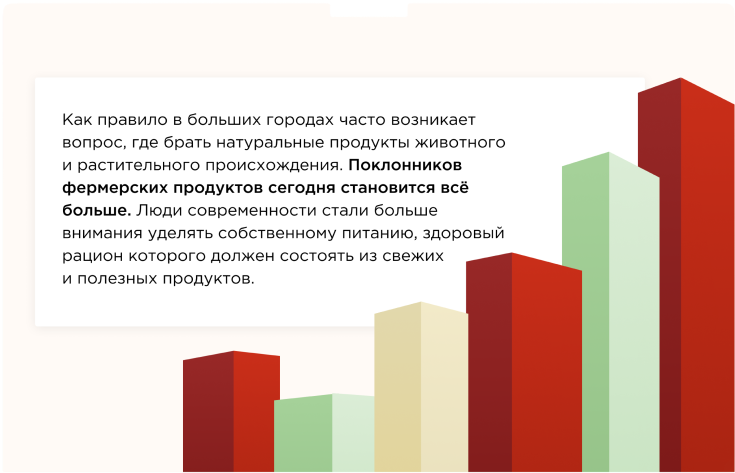 Как правило в больших городах часто возникает
вопрос, где брать натуральные продукты животного
и растительного происхождения. Поклонников
фермерских продуктов сегодня становится всё
больше. Люди современности стали больше
внимания уделять собственному питанию, здоровый
рацион которого должен состоять из свежих
и полезных продуктов.